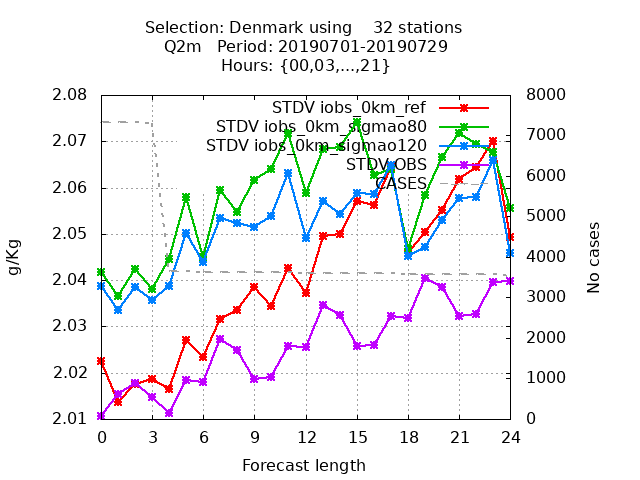 Selection: Denmark using    32 stations
Q2m   Period: 20190701-20190729
Hours: {00,03,...,21}
STDV iobs_0km_ref
STDV iobs_0km_sigmao80
STDV iobs_0km_sigmao120
STDV OBS
CASES
2.08
2.07
2.06
2.05
2.04
2.03
2.02
2.01
g/Kg
8000
7000
6000
5000
4000
3000
2000
1000
0
No cases
0 3 6 9 12 15 18 21 24
Forecast length